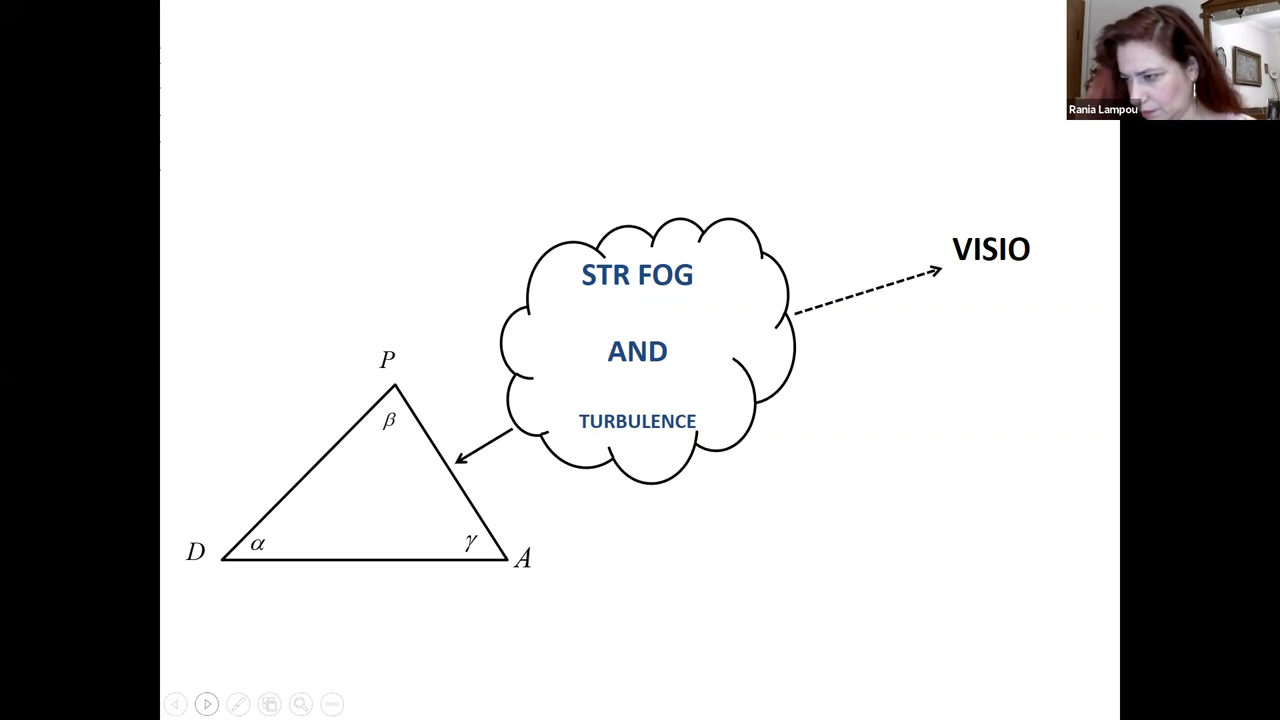 Rania Lampou
VISIO
STR FOG
AND
TURBULENCE
P
β
D
α
γ
A